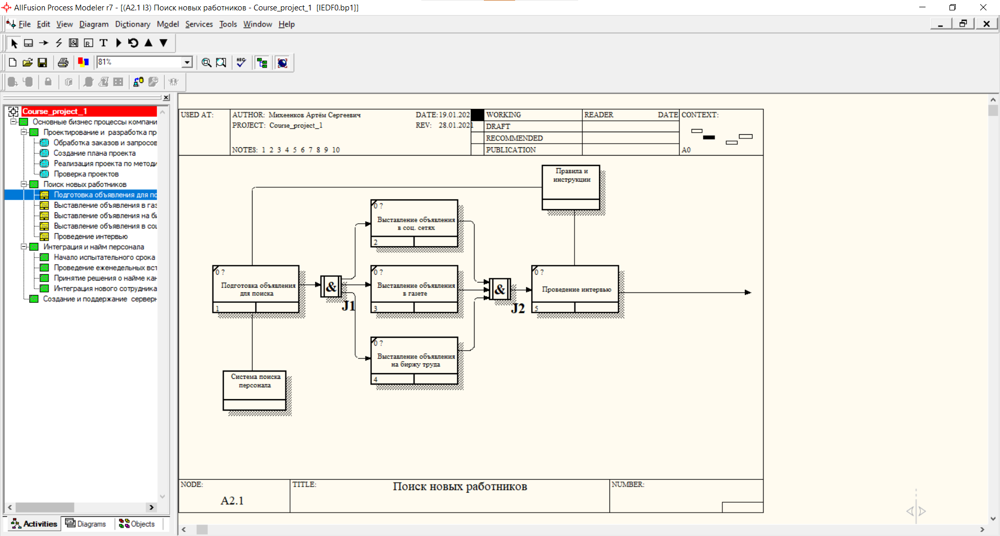 AllFusion Process Modeler r7 - [(A2.1 I3) Поиск новых работников - Course_project_1 [IEDF0.bp1]]
File Edit View Diagram Dictionary Model Services Tools Window Help
T
81%
ABC
Course_project_1
Основные бизнес процессы компани
Проектирование и разработка пр
Обработка заказов и запросов
Создание плана проекта
Реализация проекта по методи
Проверка проектов
Поиск новых работников
Подготовка объявления для по
Выставление объявления в газ
Выставление объявления на би
Выставление объявления в соц
Проведение интервью
Интеграция и найм персонала
Начало испытательного срока
Проведение еженедельных вст
Принятие решения о найме кан
Интеграция нового сотрудника
Создание и поддержание серверн
Activities Diagrams Objects
USED AT:
AUTHOR: Михеенков Артём Сергеевич
DATE: 19.01.202
PROJECT: Course_project_1
REV: 28.01.2021
NOTES: 1 2 3 4 5 6 7 8 9 10
WORKING
DRAFT
RECOMMENDED
PUBLICATION
READER
DATE
CONTEXT:
A0
Правила и
инструкции
0 ?
Выставление объявления
в соц. сетях
2
0 ?
Подготовка объявления
для поиска
1
&
J1
0 ?
Выставление объявления
в газете
3
&
J2
0 ?
Проведение интервью
5
0 ?
Выставление объявления
на биржу труда
4
Система поиска
персонала
NODE:
A2.1
TITLE:
Поиск новых работников
NUMBER: